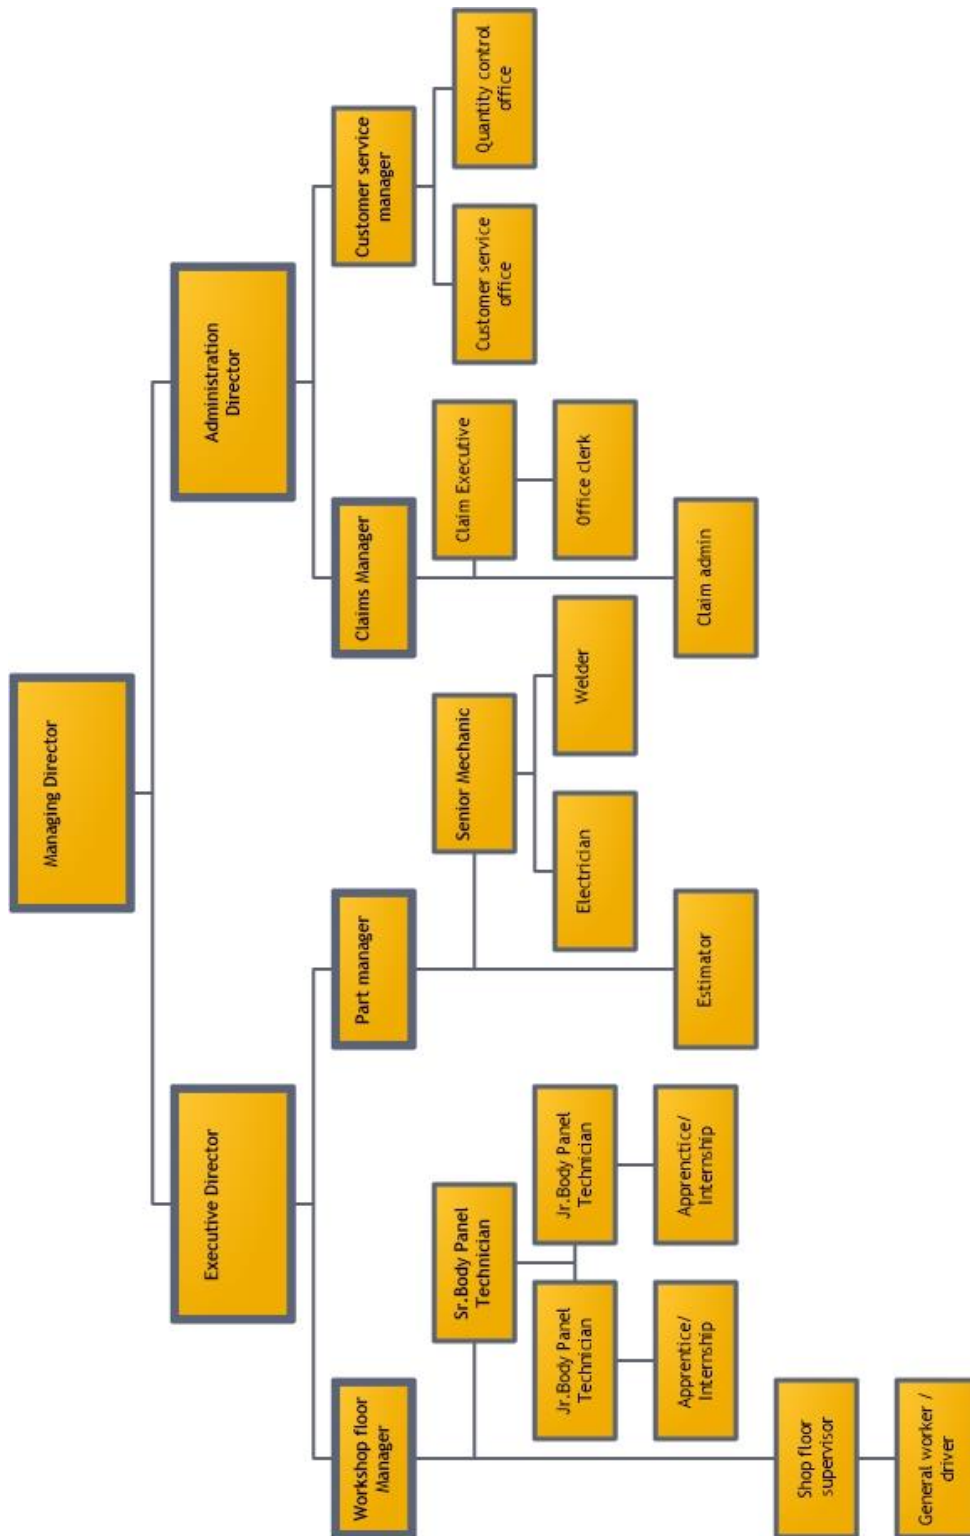 Managing Director
Executive Director
Administration
Director
Workshop floor
Manager
Part manager
Claims Manager
Customer service
manager
Sr.Body Panel
Technician
Senior Mechanic
Claim Executive
Customer service
office
Quantity control
office
Jr.Body Panel
Technician
Jr.Body Panel
Technician
Electrician
Welder
Office clerk
Apprentice/
Internship
Apprenctice/
Internship
Estimator
Claim admin
Shop floor
supervisor
General worker /
driver